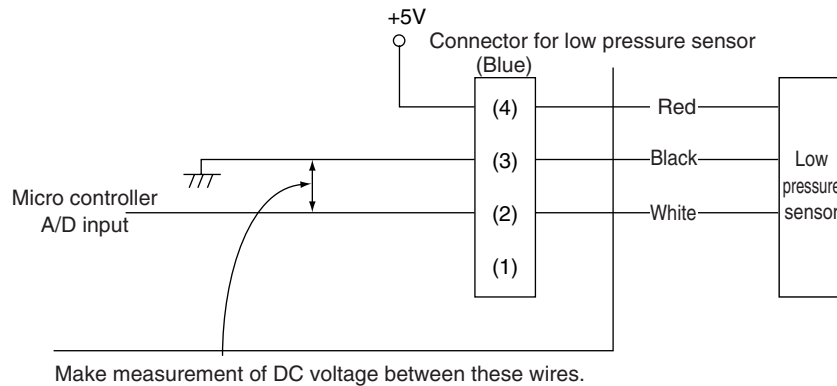 +5V
Connector for low pressure sensor
(Blue)
(4)
Red
(3)
Black
Low
pressure
sensor
Micro controller
A/D input
(2)
White
(1)
Make measurement of DC voltage between these wires.